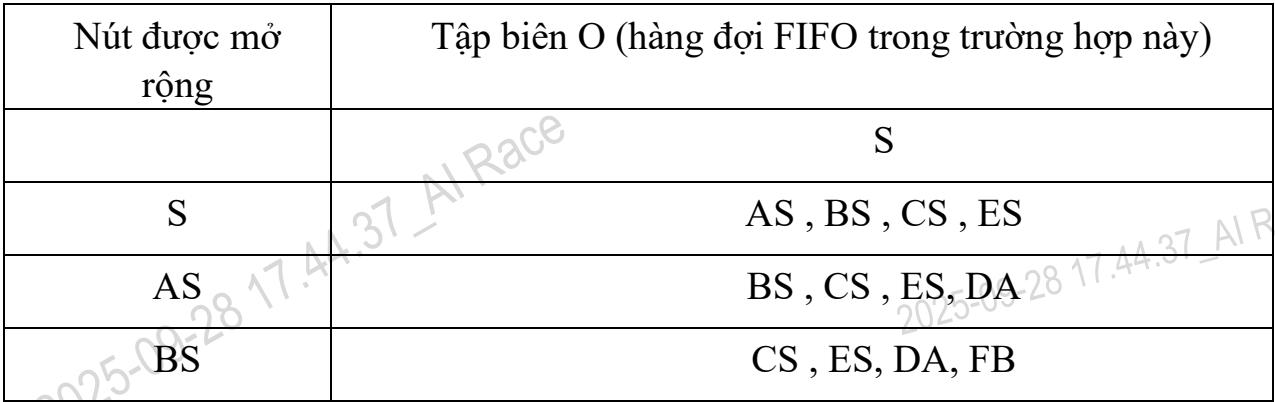 Nút được mở
rộng
Tập biên O (hàng đợi FIFO trong trường hợp này)
S
S
AS , BS , CS , ES
AS
BS , CS , ES, DA
BS
CS , ES, DA, FB
2025-09-28 17.44.37_AI Race
2025-09-28 17.44.37_AI R